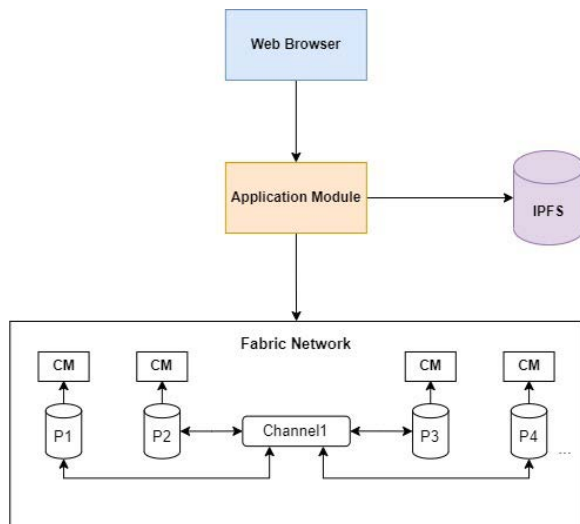 Web Browser
Application Module
IPFS
Fabric Network
CM
CM
CM
CM
P1
P2
Channel1
P3
P4
...